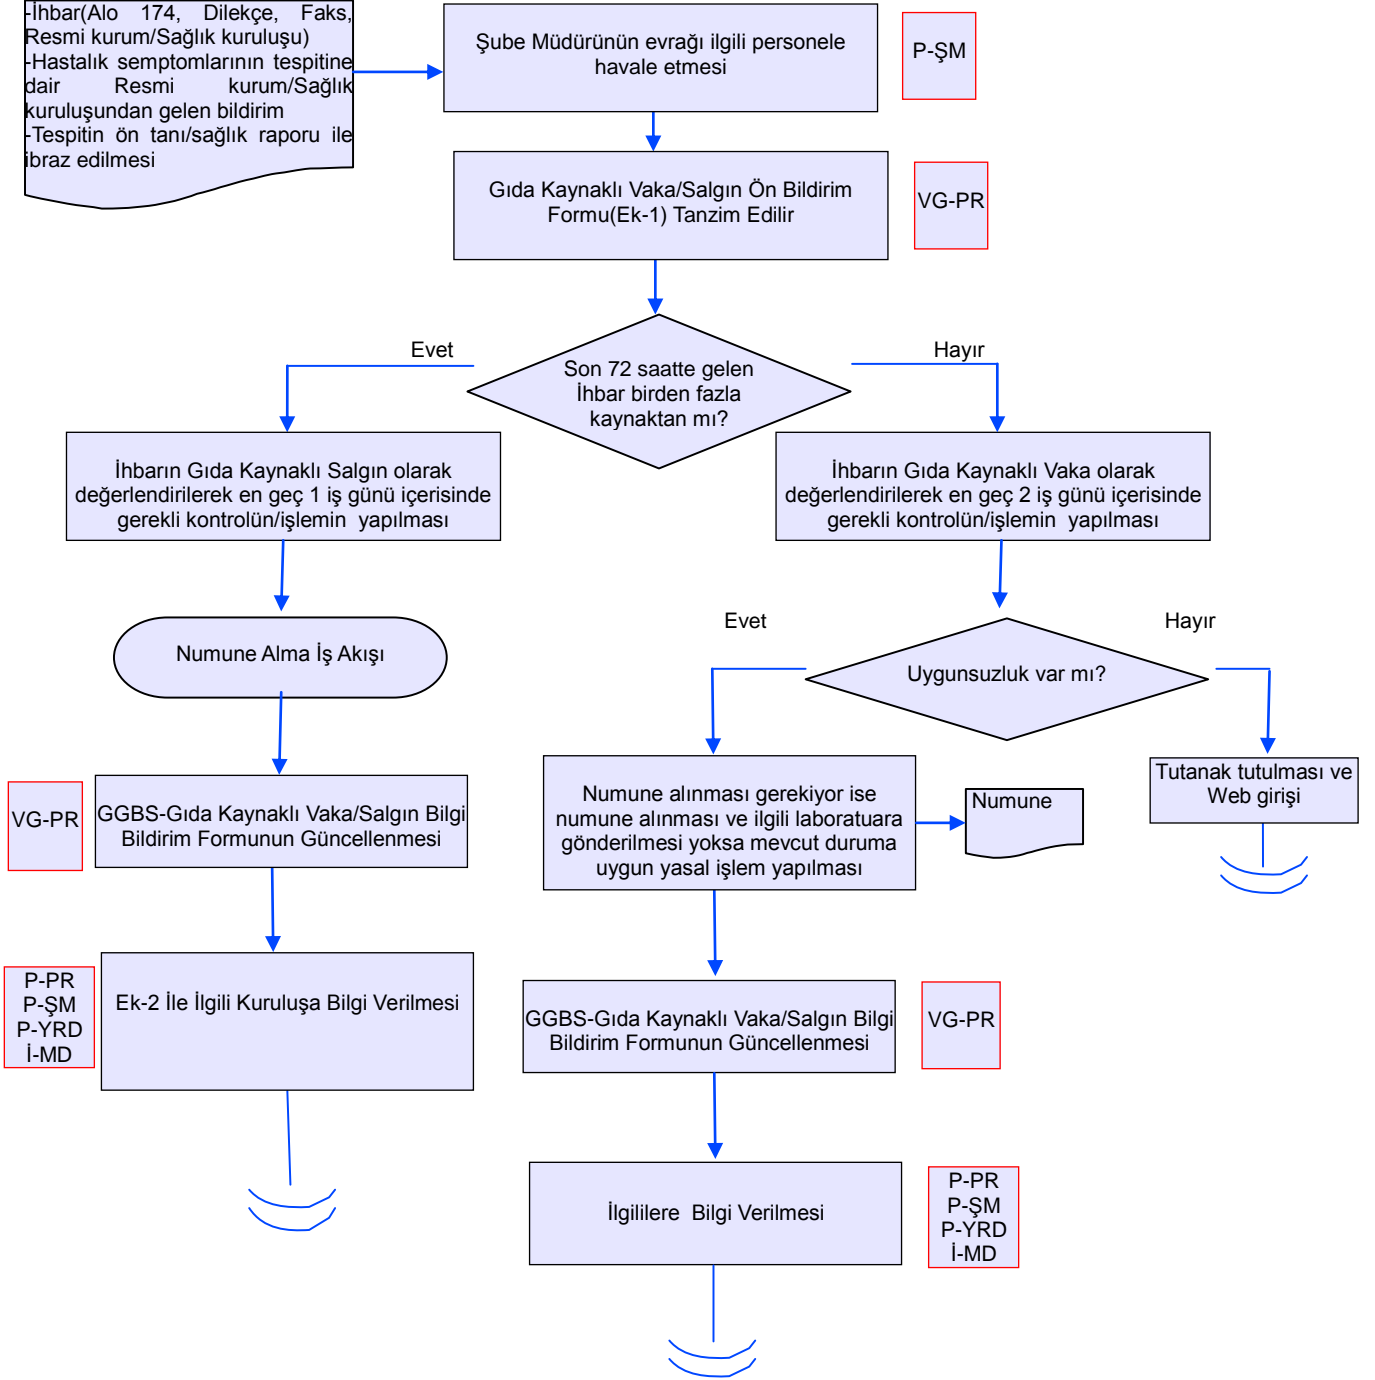 -İhbar(Alo 174, Dilekçe, Faks,
Resmi kurum/Sağlık kuruluşu)
-Hastalık semptomlarının tespitine
dair Resmi kurum/Sağlık
kuruluşundan gelen bildirim
-Tespitin ön tanı/sağlık raporu ile
ibraz edilmesi
Şube Müdürünün evrağı ilgili personele
havale etmesi
P-ŞM
Gıda Kaynaklı Vaka/Salgın Ön Bildirim
Formu(Ek-1) Tanzim Edilir
VG-PR
Son 72 saatte gelen
İhbar birden fazla
kaynaktan mı?
Evet
Hayır
İhbarın Gıda Kaynaklı Salgın olarak
değerlendirilerek en geç 1 iş günü içerisinde
gerekli kontrolün/işlemin yapılması
İhbarın Gıda Kaynaklı Vaka olarak
değerlendirilerek en geç 2 iş günü içerisinde
gerekli kontrolün/işlemin yapılması
Numune Alma İş Akışı
Evet
Hayır
Uygunsuzluk var mı?
VG-PR
GGBS-Gıda Kaynaklı Vaka/Salgın Bilgi
Bildirim Formunun Güncellenmesi
Numune alınması gerekiyor ise
numune alınması ve ilgili laboratuara
gönderilmesi yoksa mevcut duruma
uygun yasal işlem yapılması
Numune
Tutanak tutulması ve
Web girişi
P-PR
P-ŞM
P-YRD
İ-MD
Ek-2 İle İlgili Kuruluşa Bilgi Verilmesi
GGBS-Gıda Kaynaklı Vaka/Salgın Bilgi
Bildirim Formunun Güncellenmesi
VG-PR
İlgililere Bilgi Verilmesi
P-PR
P-ŞM
P-YRD
İ-MD